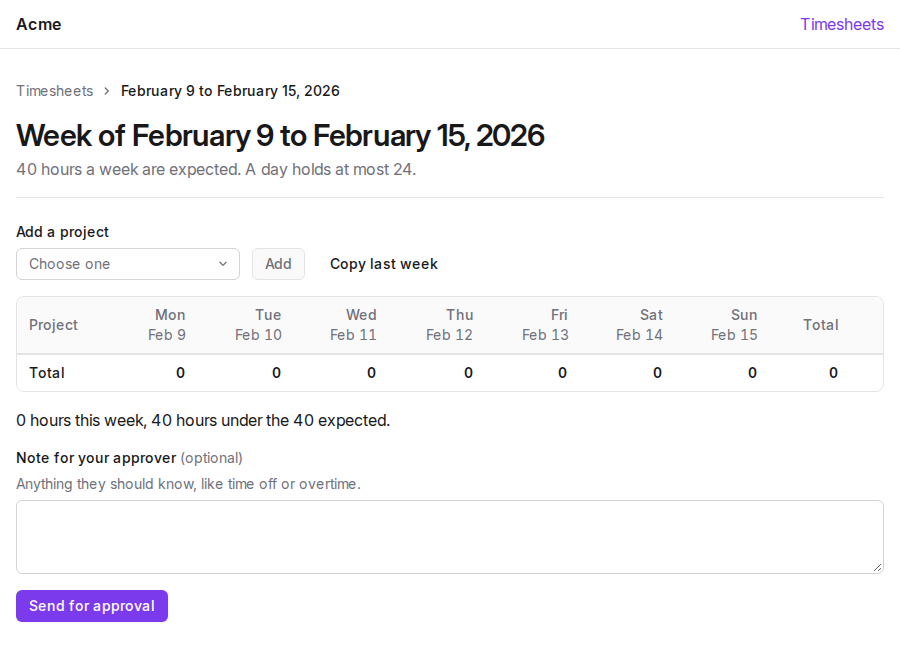 Acme Timesheets
Timesheets > February 9 to February 15, 2026
Week of February 9 to February 15, 2026
40 hours a week are expected. A day holds at most 24.
Add a project
Choose one Add Copy last week
Project Mon Tue Wed Thu Fri Sat Sun Total
Feb 9 Feb 10 Feb 11 Feb 12 Feb 13 Feb 14 Feb 15
Total 0 0 0 0 0 0 0 0
0 hours this week, 40 hours under the 40 expected.
Note for your approver (optional)
Anything they should know, like time off or overtime.
Send for approval